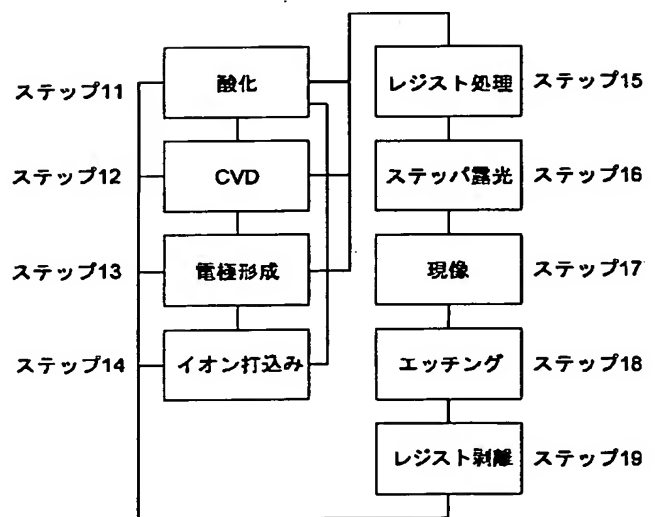 ステップ11
酸化
ステップ12
CVD
ステップ13
電極形成
ステップ14
イオン打込み
レジスト処理
ステップ15
ステッパ露光
ステップ16
現像
ステップ17
エッチング
ステップ18
レジスト剥離
ステップ19